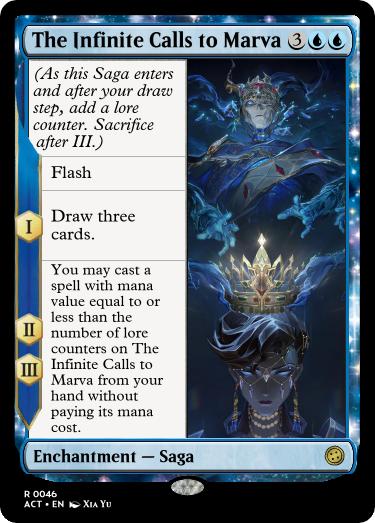 The Infinite Calls to Marva 3
(As this Saga enters
and after your draw
step, add a lore
counter. Sacrifice
after III.)
Flash
I
Draw three
cards.
II
III
You may cast a
spell with mana
value equal to or
less than the
number of lore
counters on The
Infinite Calls to
Marva from your
hand without
paying its mana
cost.
Enchantment — Saga
R 0046
ACT • EN Xia Yu